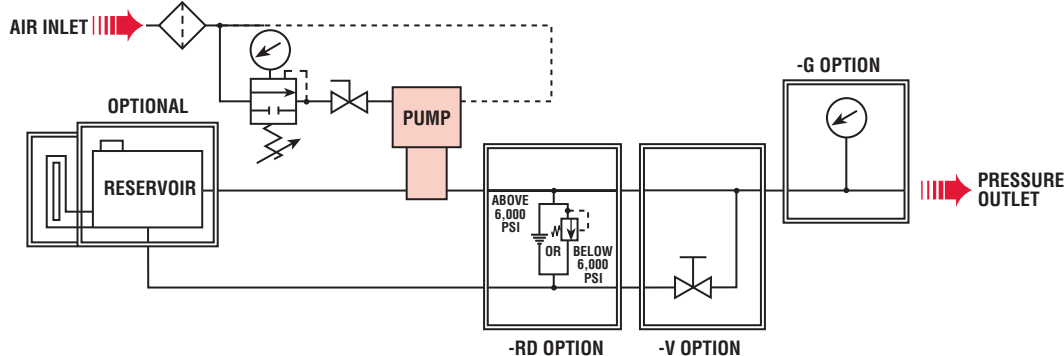 AIR INLET
-G OPTION
OPTIONAL
PUMP
RESERVOIR
PRESSURE
OUTLET
ABOVE
6,000
PSI
OR
BELOW
6,000
PSI
-RD OPTION
-V OPTION